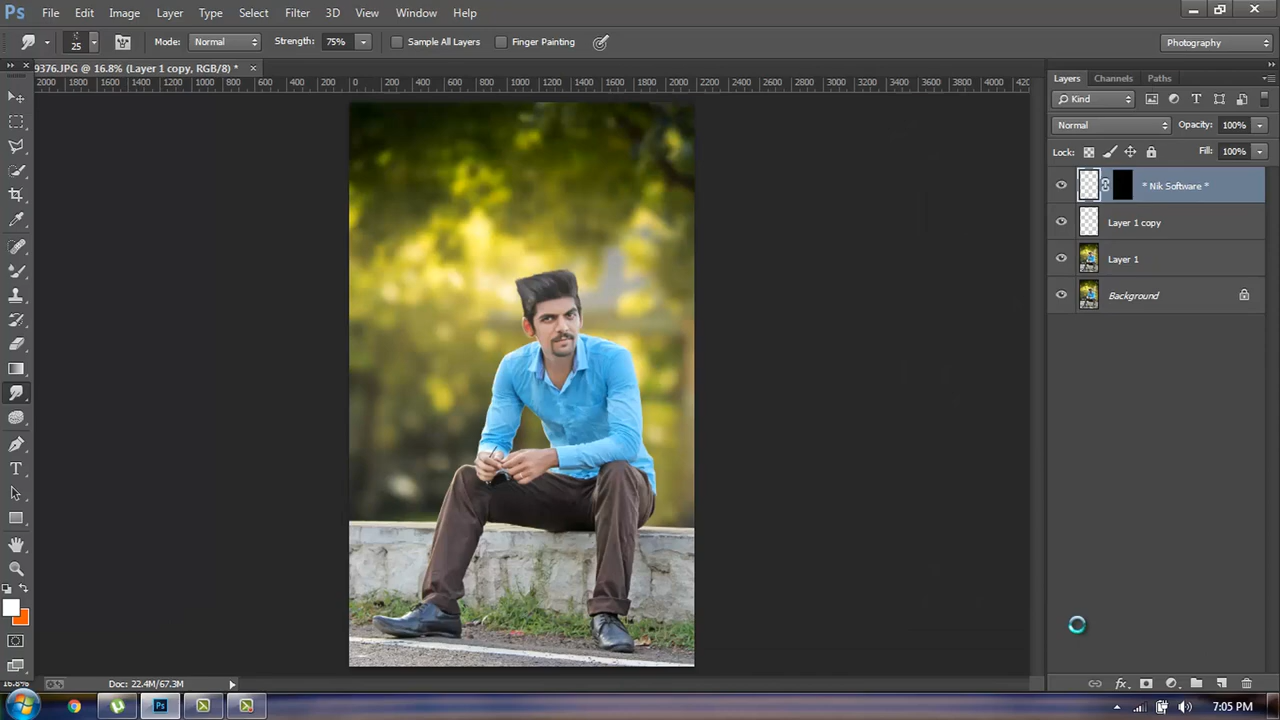 Ps File Edit Image Layer Type Select Filter 3D View Window Help
25 Mode: Normal Strength: 75% Sample All Layers Finger Painting Photography
9376.JPG @ 16.8% (Layer 1 copy, RGB/8) * ×
2000 1800 1600 1400 1200 1000 800 600 400 200 0 200 400 600 800 1000 1200 1400 1600 1800 2000 2200 2400 2600 2800 3000 3200 3400 3600 3800 4000 420
Layers Channels Paths
Kind
Normal Opacity: 100%
Lock: Fill: 100%
* Nik Software *
Layer 1 copy
Layer 1
Background
16.8% Doc: 22.4M/67.3M
7:05 PM